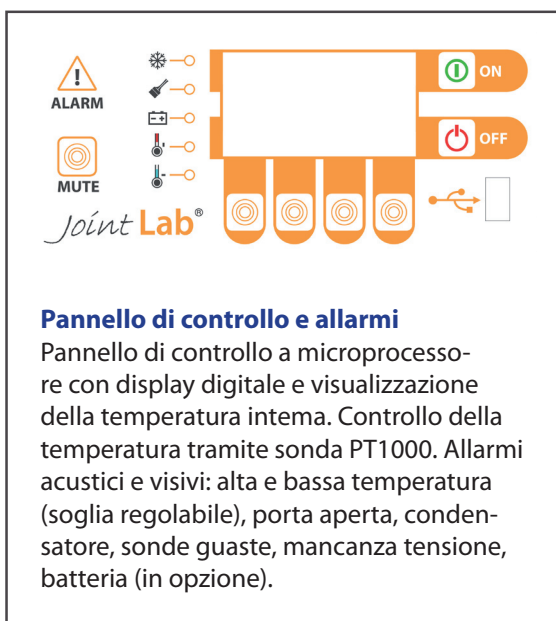 ON
ALARM
OFF
MUTE
Joint Lab®
Pannello di controllo e allarmi
Pannello di controllo a microprocesso-
re con display digitale e visualizzazione
della temperatura intema. Controllo della
temperatura tramite sonda PT1000. Allarmi
acustici e visivi: alta e bassa temperatura
(soglia regolabile), porta aperta, conden-
satore, sonde guaste, mancanza tensione,
batteria (in opzione).